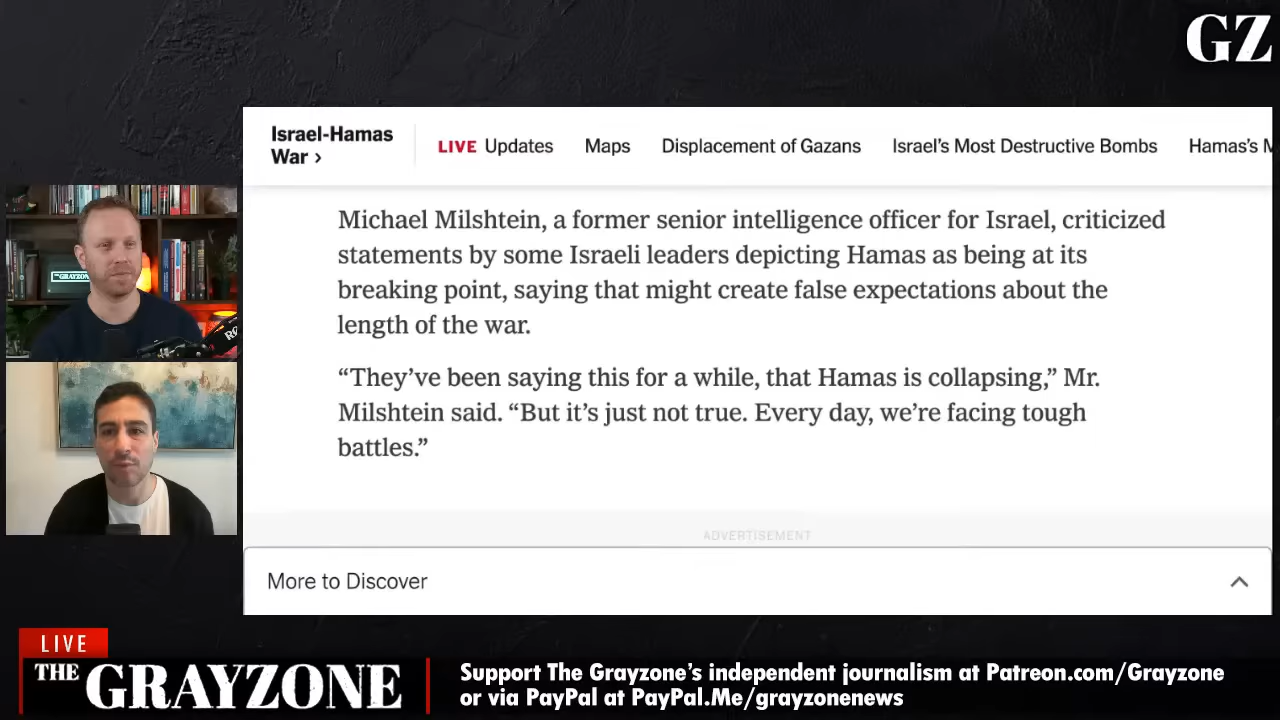 GZ
Israel-Hamas
War ›
LIVE Updates Maps Displacement of Gazans Israel's Most Destructive Bombs Hamas's
Michael Milshtein, a former senior intelligence officer for Israel, criticized
statements by some Israeli leaders depicting Hamas as being at its
breaking point, saying that might create false expectations about the
length of the war.
“They’ve been saying this for a while, that Hamas is collapsing,” Mr.
Milshtein said. “But it’s just not true. Every day, we’re facing tough
battles.”
ADVERTISEMENT
More to Discover
LIVE
THE GRAYZONE
Support The Grayzone's independent journalism at Patreon.com/Grayzone
or via PayPal at PayPal.Me/grayzonenews